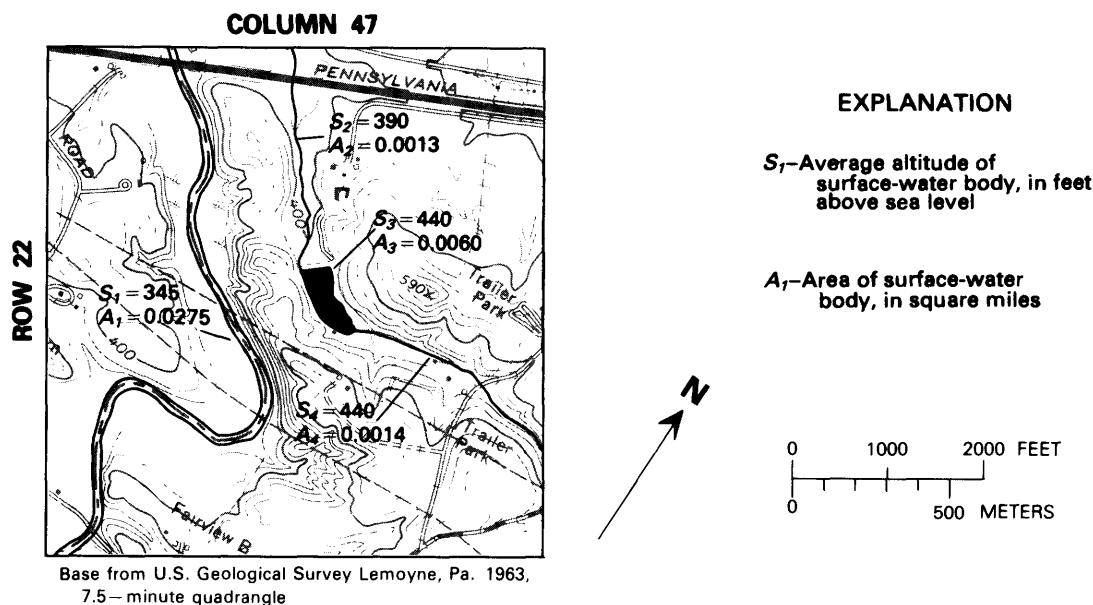 COLUMN 47
PENNSYLVANIA
S2=390
A2=0.0013
ROAD
400
S3=440
A3=0.0060
ROW 22
590x
Trailer
Park
S1=345
A1=0.0275
400
S4=440
A4=0.0014
Trailer
Park
Fairview B
Base from U.S. Geological Survey Lemoyne, Pa. 1963,
7.5—minute quadrangle
EXPLANATION
S1—Average altitude of
surface-water body, in feet
above sea level
A1—Area of surface-water
body, in square miles
N
0 1000 2000 FEET
0 500 METERS